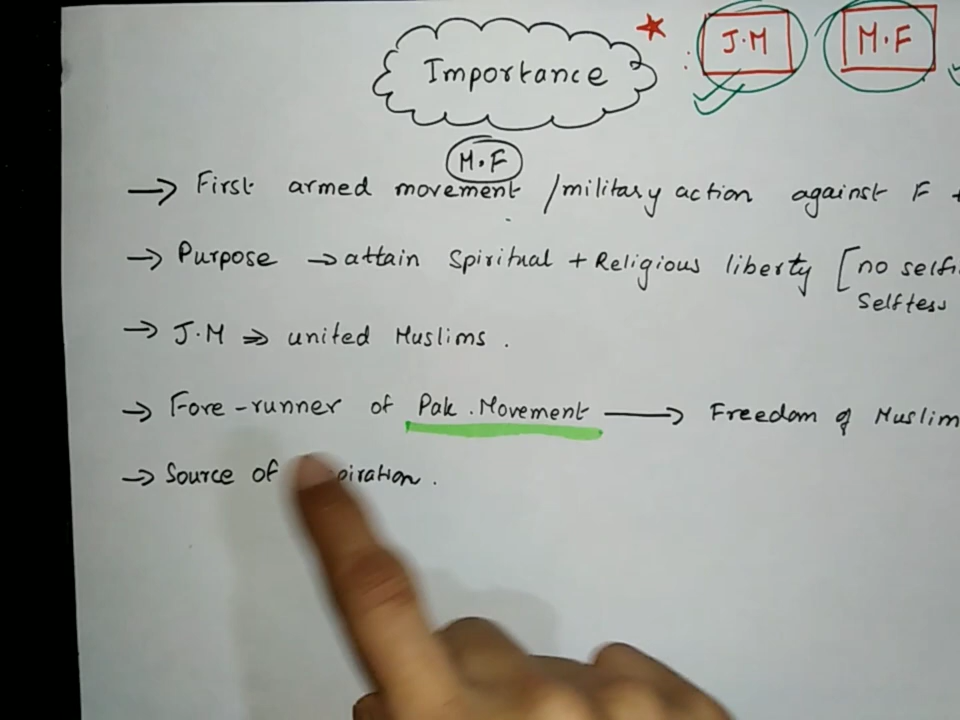 Importance
J.M
M.F
M.F
→ First armed movement /military action against F
→ Purpose → attain Spiritual + Religious liberty [no
Selfless
→ J.M ⇒ united Muslims.
→ Fore-runner of Pak. Movement → Freedom of Muslim
→ Source of